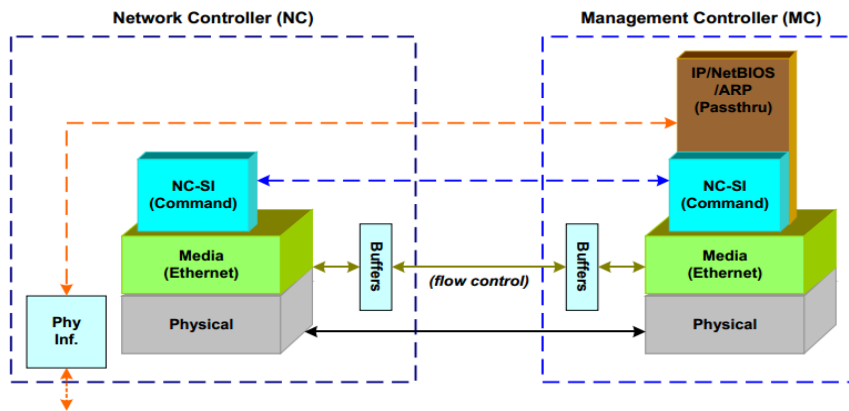 Network Controller (NC)
Management Controller (MC)
IP/NetBIOS
/ARP
(Passthru)
NC-SI
(Command)
NC-SI
(Command)
Media
(Ethernet)
Buffers
(flow control)
Buffers
Media
(Ethernet)
Phy
Inf.
Physical
Physical